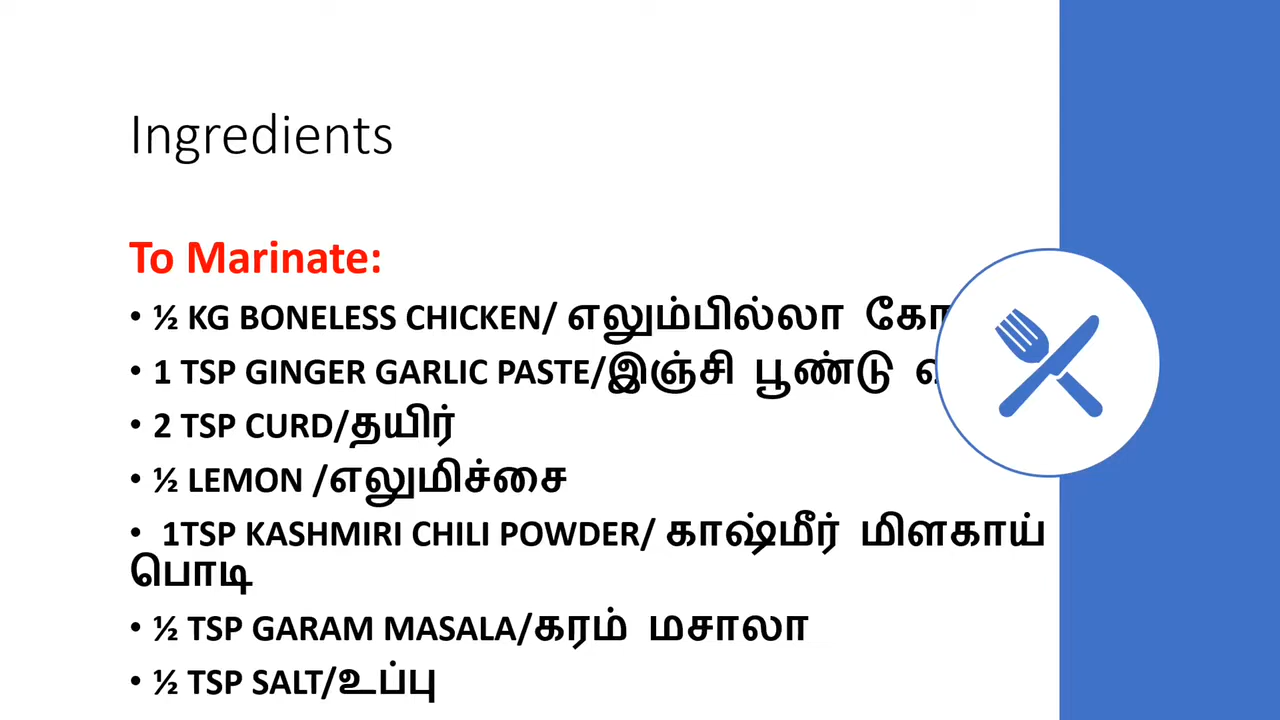 Ingredients
To Marinate:
• ½ KG BONELESS CHICKEN/ எலும்பில்லா
• 1 TSP GINGER GARLIC PASTE/இஞ்சி பூண்டு
• 2 TSP CURD/தயிர்
• ½ LEMON /எலுமிச்சை
• 1TSP KASHMIRI CHILI POWDER/ காஷ்மீர் மிளகாய்
பொடி
• ½ TSP GARAM MASALA/கரம் மசாலா
• ½ TSP SALT/உப்பு